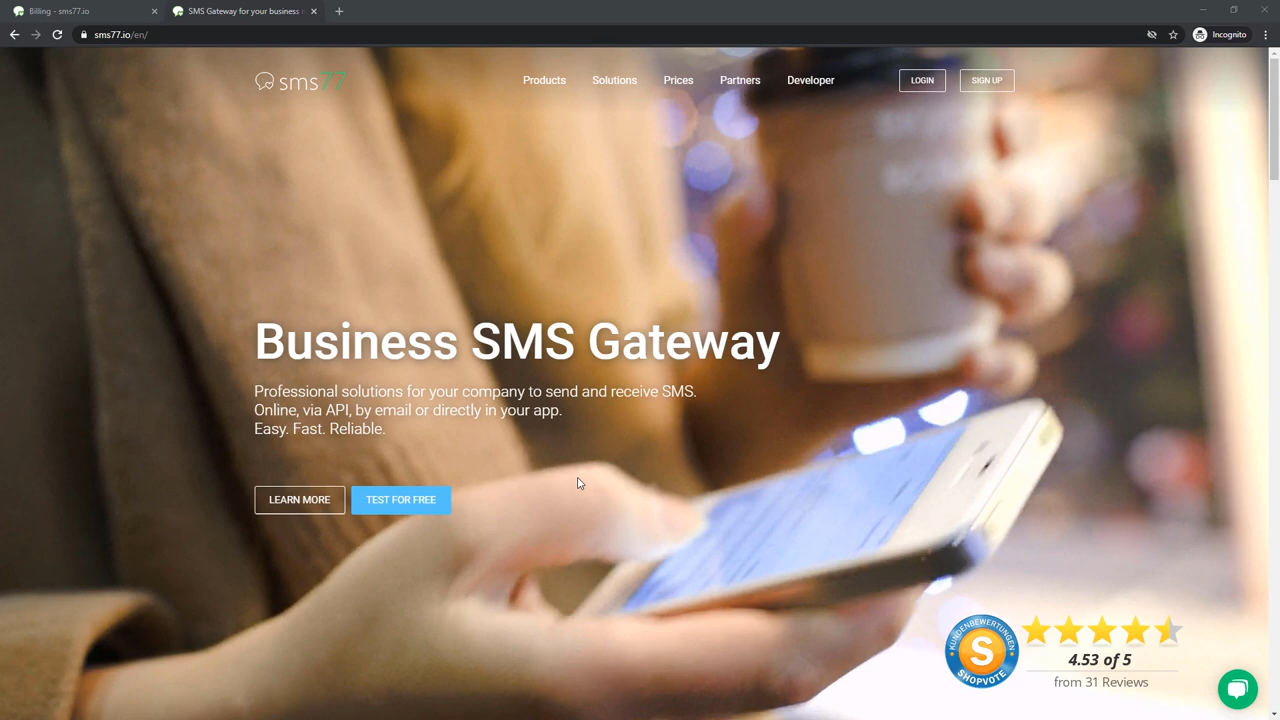 Billing - sms77.io
SMS Gateway for your business
sms77.io/en/
Incognito
sms77
Products
Solutions
Prices
Partners
Developer
LOGIN
SIGN UP
Business SMS Gateway
Professional solutions for your company to send and receive SMS.
Online, via API, by email or directly in your app.
Easy. Fast. Reliable.
LEARN MORE
TEST FOR FREE
KUNDENBEWERTUNGEN
S
SHOPVOTE
4.53 of 5
from 31 Reviews